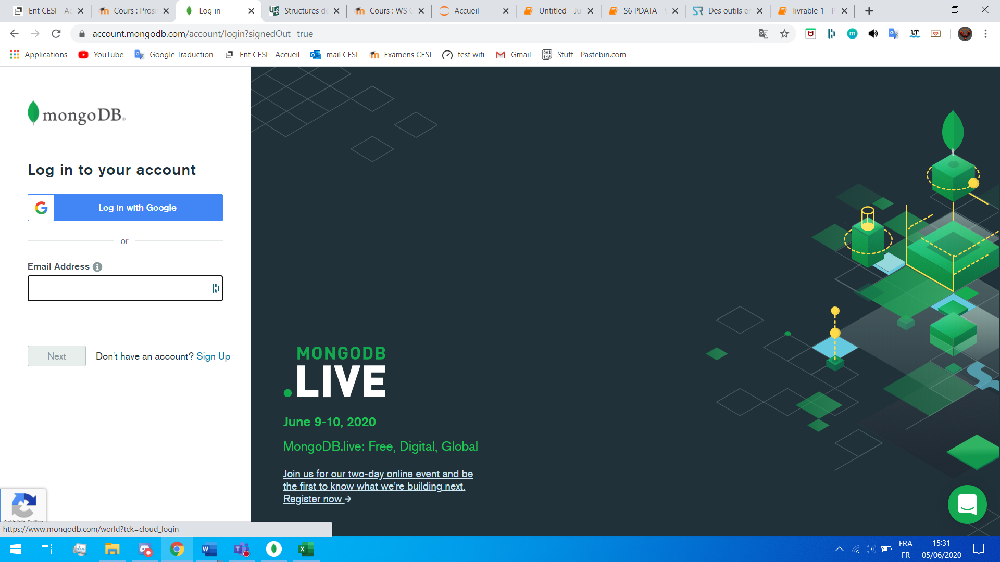 Ent CESI - Ac
Cours : Prosi
Log in
Structures de
Cours : WS C
Accueil
Untitled - Ju
S6 PDATA - V
Des outils en
livrable 1 - P
account.mongodb.com/account/login?signedOut=true
Applications
YouTube
Google Traduction
Ent CESI - Accueil
mail CESI
Examens CESI
test wifi
Gmail
Stuff - Pastebin.com
mongoDB®
Log in to your account
Log in with Google
or
Email Address
Next
Don't have an account? Sign Up
MONGODB
.LIVE
June 9-10, 2020
MongoDB.live: Free, Digital, Global
Join us for our two-day online event and be
the first to know what we're building next.
Register now →
Confidentialité - Conditions
https://www.mongodb.com/world?tck=cloud_login
FRA
FR
15:31
05/06/2020